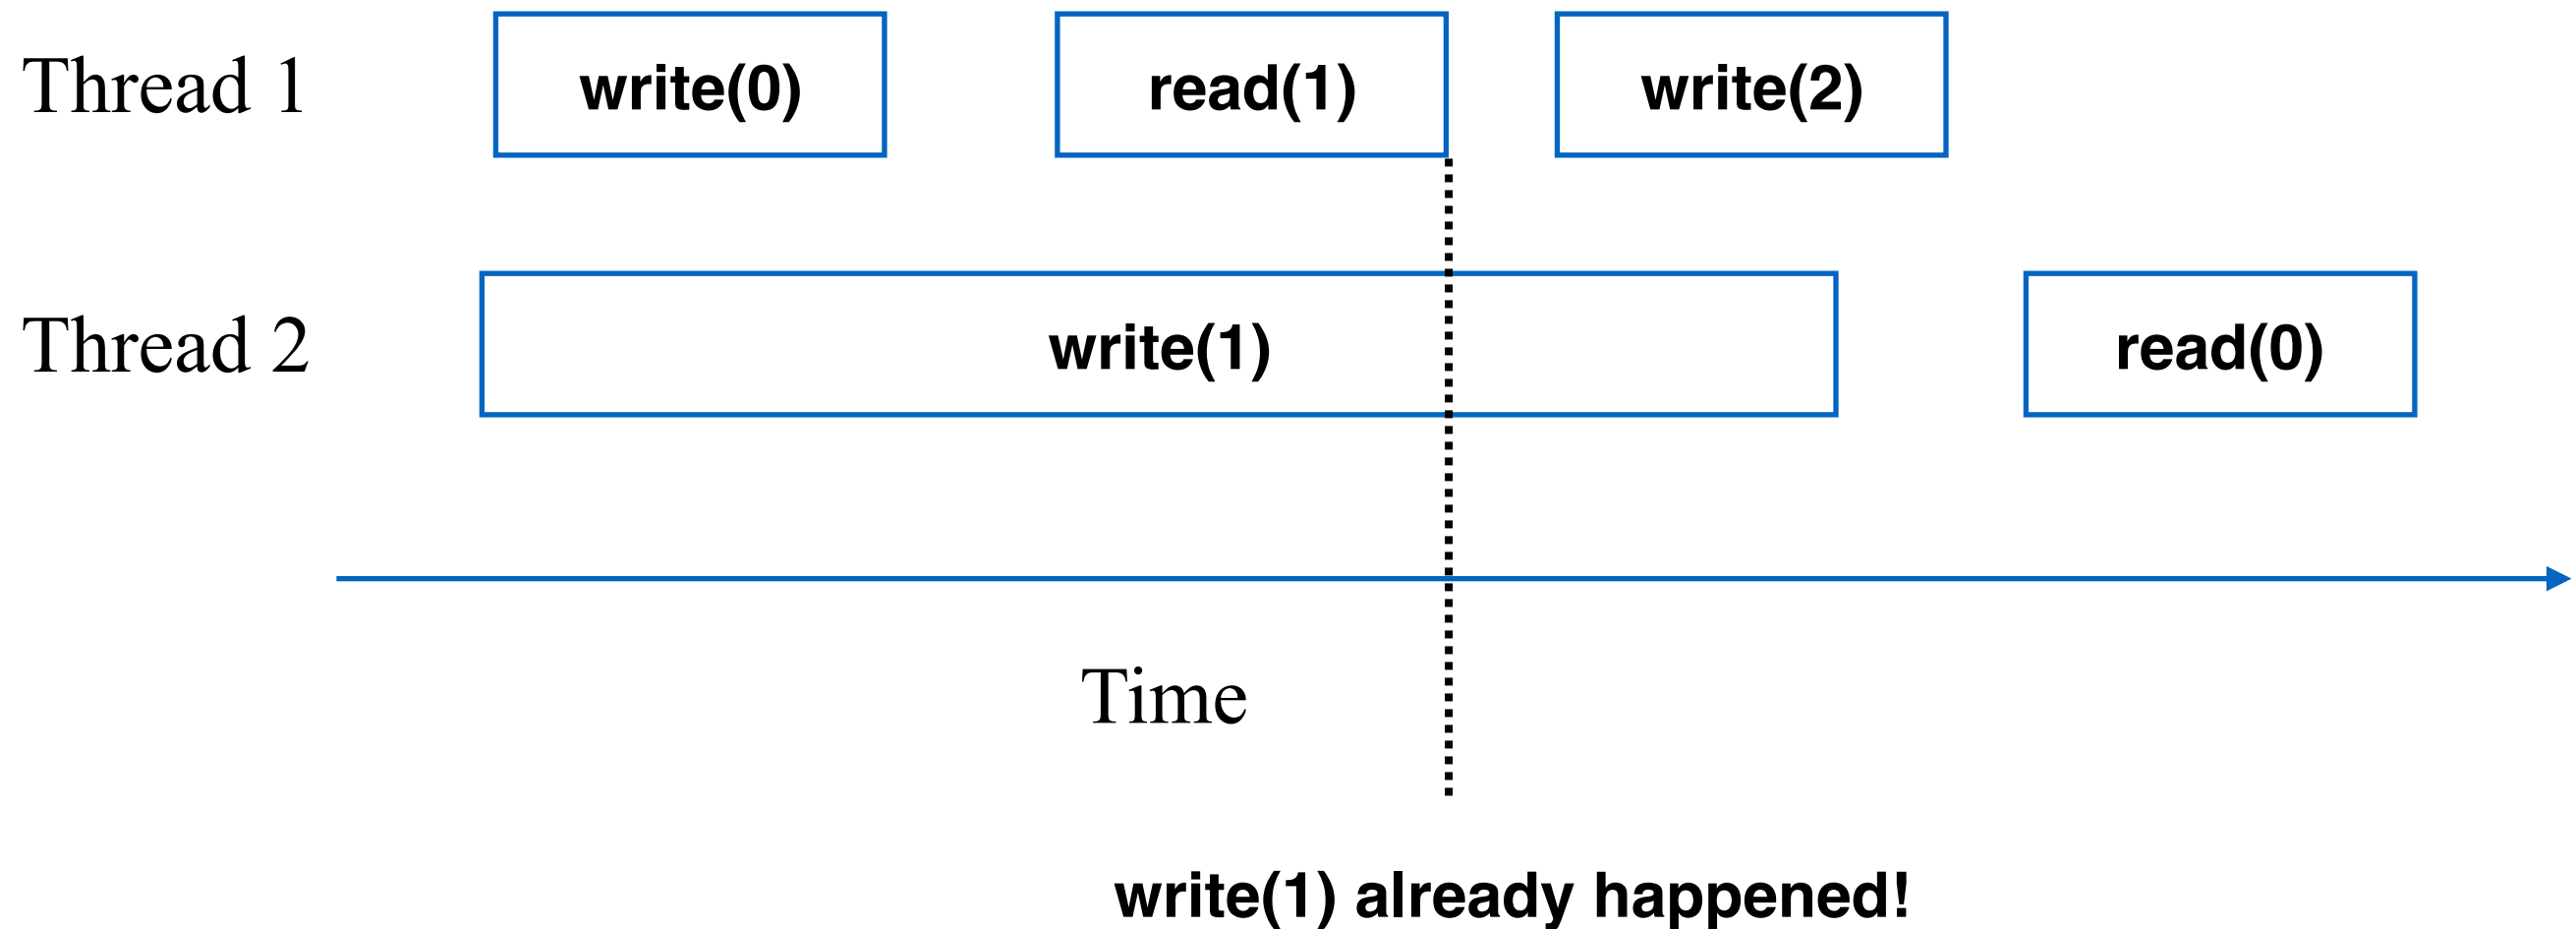 Thread 1
write(0)
read(1)
write(2)
Thread 2
write(1)
read(0)
Time
write(1) already happened!